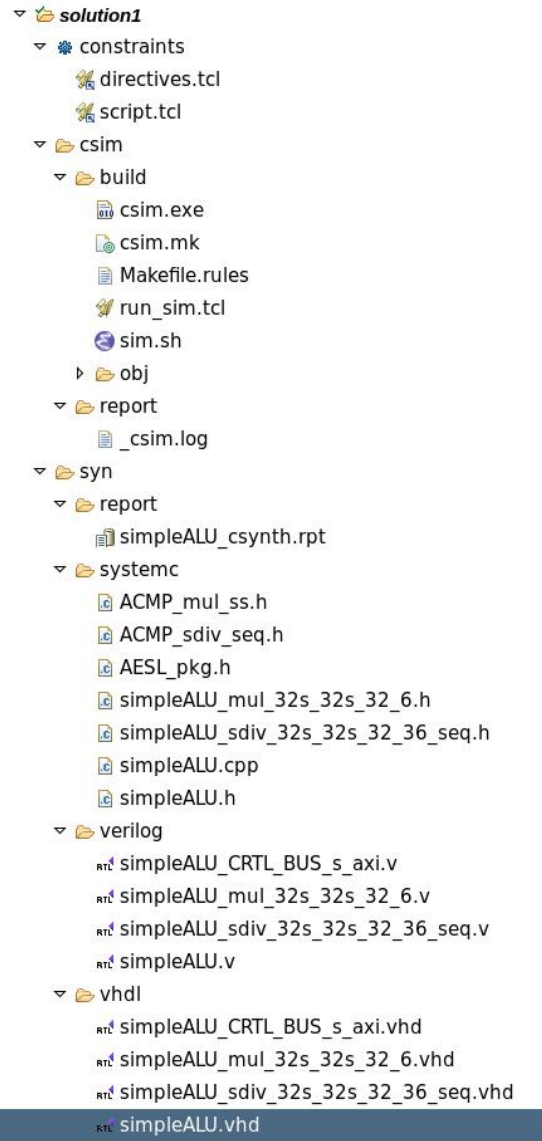 solution1
constraints
directives.tcl
script.tcl
csim
build
csim.exe
csim.mk
Makefile.rules
run_sim.tcl
sim.sh
obj
report
_csim.log
syn
report
simpleALU_csynth.rpt
systemc
ACMP_mul_ss.h
ACMP_sdiv_seq.h
AESL_pkg.h
simpleALU_mul_32s_32s_32_6.h
simpleALU_sdiv_32s_32s_32_36_seq.h
simpleALU.cpp
simpleALU.h
verilog
simpleALU_CRTL_BUS_s_axi.v
simpleALU_mul_32s_32s_32_6.v
simpleALU_sdiv_32s_32s_32_36_seq.v
simpleALU.v
vhdl
simpleALU_CRTL_BUS_s_axi.vhd
simpleALU_mul_32s_32s_32_6.vhd
simpleALU_sdiv_32s_32s_32_36_seq.vhd
simpleALU.vhd